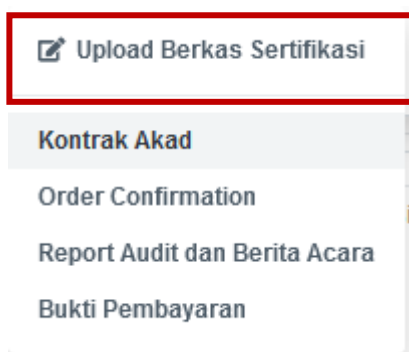 Upload Berkas Sertifikasi
Kontrak Akad
Order Confirmation
Report Audit dan Berita Acara
Bukti Pembayaran